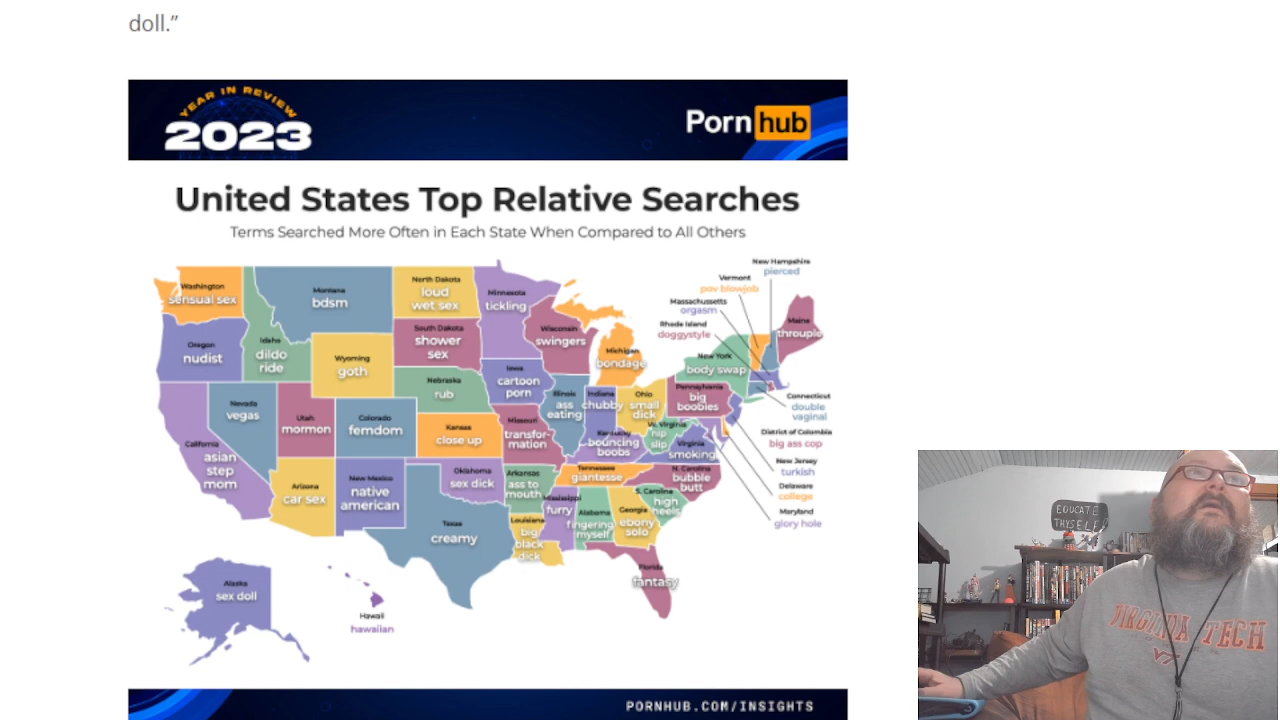 doll.”
YEAR IN REVIEW
2023
Pornhub
United States Top Relative Searches
Terms Searched More Often in Each State When Compared to All Others
Washington
sensual sex
Oregon
nudist
California
asian
step
mom
Nevada
vegas
Idaho
dildo
ride
Montana
bdsm
Wyoming
goth
Utah
mormon
Colorado
femdom
Arizona
car sex
New Mexico
native
american
North Dakota
loud
wet sex
South Dakota
shower
sex
Nebraska
rub
Kansas
close up
Oklahoma
sex dick
Texas
creamy
Minnesota
tickling
Iowa
cartoon
porn
Missouri
transfor-
mation
Arkansas
ass to
mouth
Louisiana
big
black
dick
Wisconsin
swingers
Illinois
ass
eating
Michigan
bondage
Indiana
chubby
Ohio
small
dick
Kentucky
bouncing
boobs
Tennessee
giantesse
Mississippi
furry
Alabama
fingering
myself
Georgia
ebony
solo
Florida
fantasy
S. Carolina
high
heels
N. Carolina
bubble
butt
Virginia
smoking
W. Virginia
hip
slip
Pennsylvania
big
boobies
New York
body swap
Maine
throuple
New Hampshire
pierced
Vermont
pov blowjob
Massachussetts
orgasm
Rhode Island
doggystyle
Connecticut
double
vaginal
District of Colombia
big ass cop
New Jersey
turkish
Delaware
college
Maryland
glory hole
Alaska
sex doll
Hawaii
hawaiian
PORNHUB.COM/INSIGHTS
EDUCATE
THYSELF
VIRGINIA TECH
VT